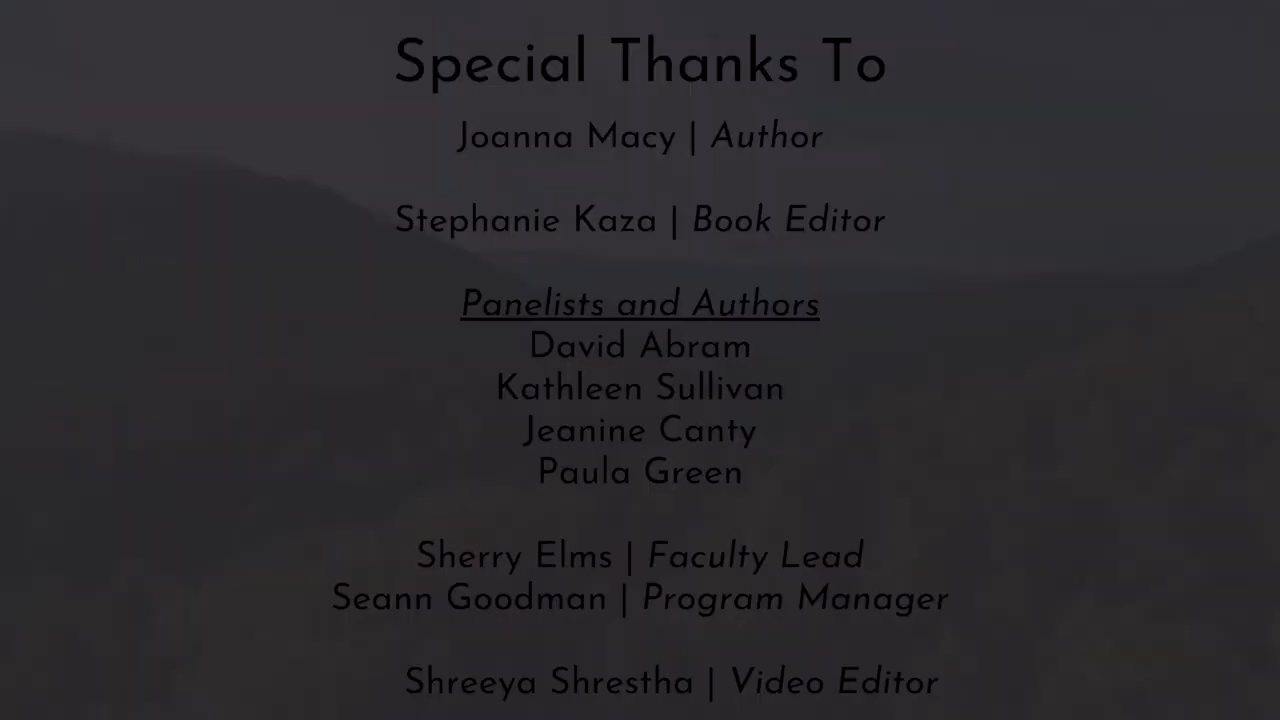 Special Thanks To
Joanna Macy | Author
Stephanie Kaza | Book Editor
Panelists and Authors
David Abram
Kathleen Sullivan
Jeanine Canty
Paula Green
Sherry Elms | Faculty Lead
Seann Goodman | Program Manager
Shreeya Shrestha | Video Editor